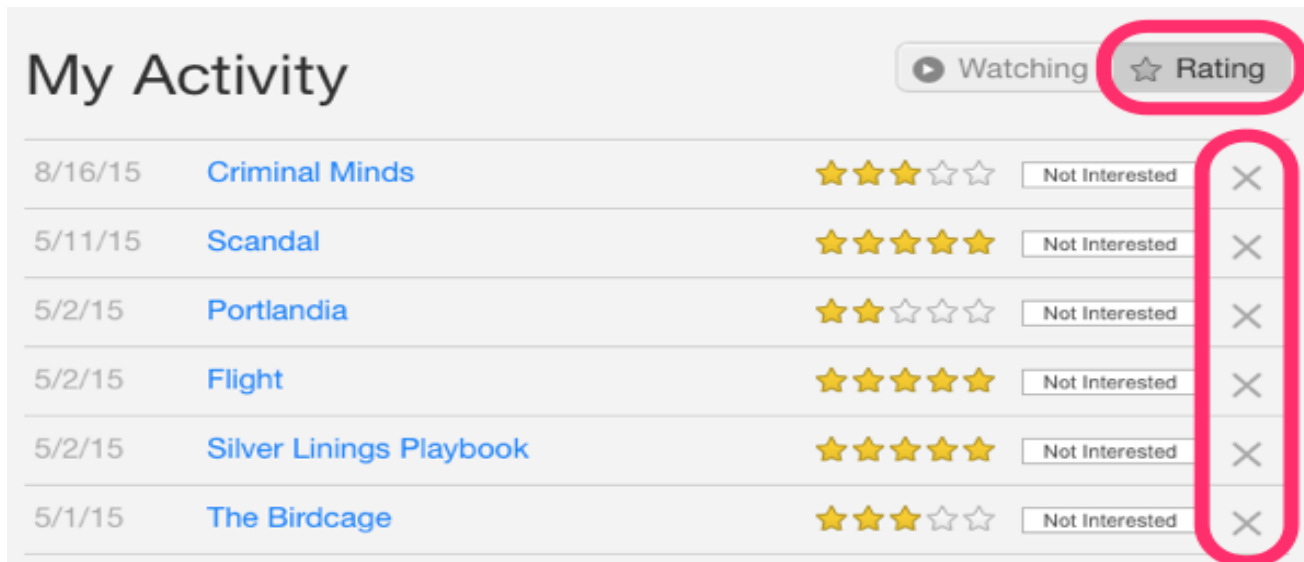 My Activity Watching Rating
8/16/15 Criminal Minds Not Interested
5/11/15 Scandal Not Interested
5/2/15 Portlandia Not Interested
5/2/15 Flight Not Interested
5/2/15 Silver Linings Playbook Not Interested
5/1/15 The Birdcage Not Interested